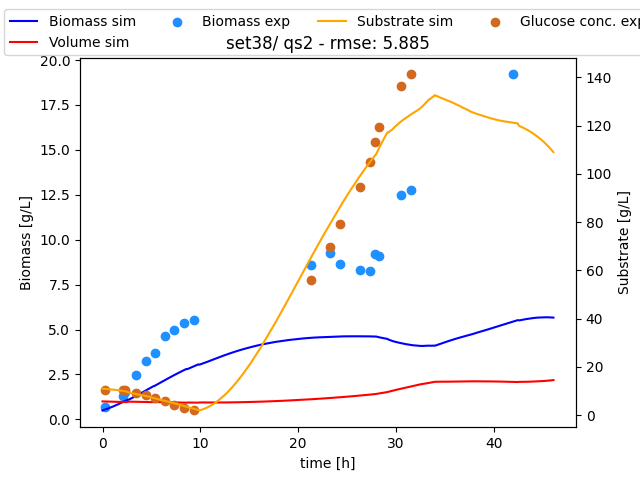 Biomass sim Biomass exp Substrate sim Glucose conc. exp
Volume sim
set38/ qs2 - rmse: 5.885
20.0
17.5
15.0
12.5
10.0
7.5
5.0
2.5
0.0
Biomass [g/L]
140
120
100
80
60
40
20
0
Substrate [g/L]
0 10 20 30 40
time [h]